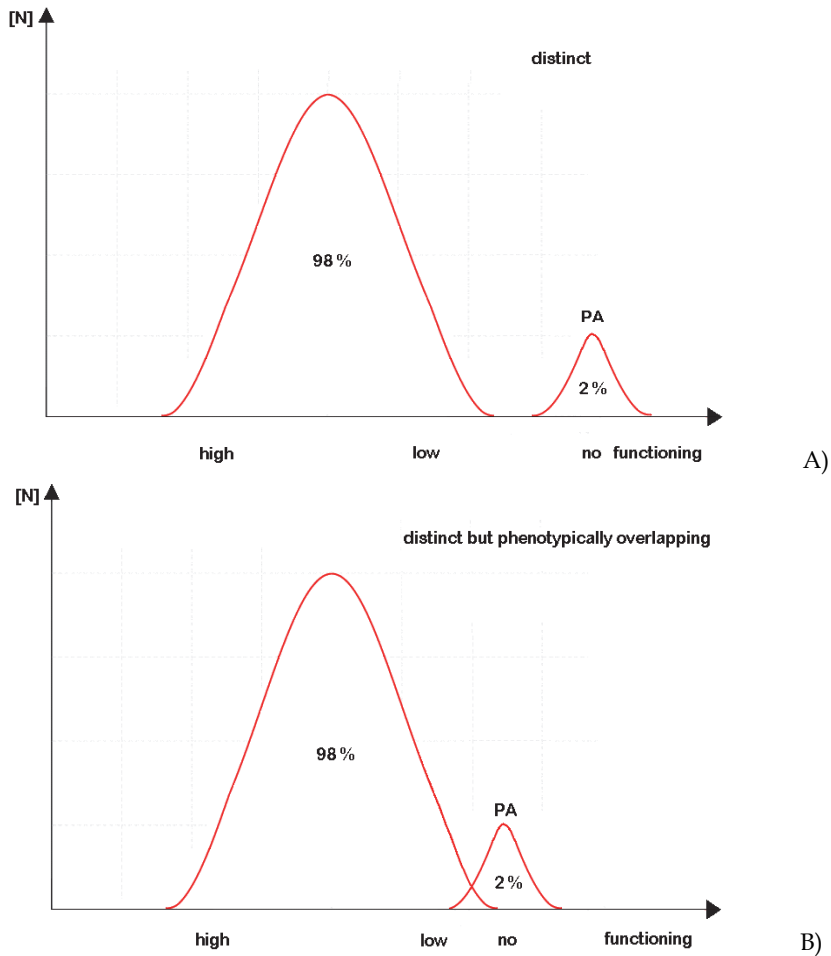 [N]
distinct
98%
PA
2%
high low no functioning
A)
[N]
distinct but phenotypically overlapping
98%
PA
2%
high low no functioning
B)